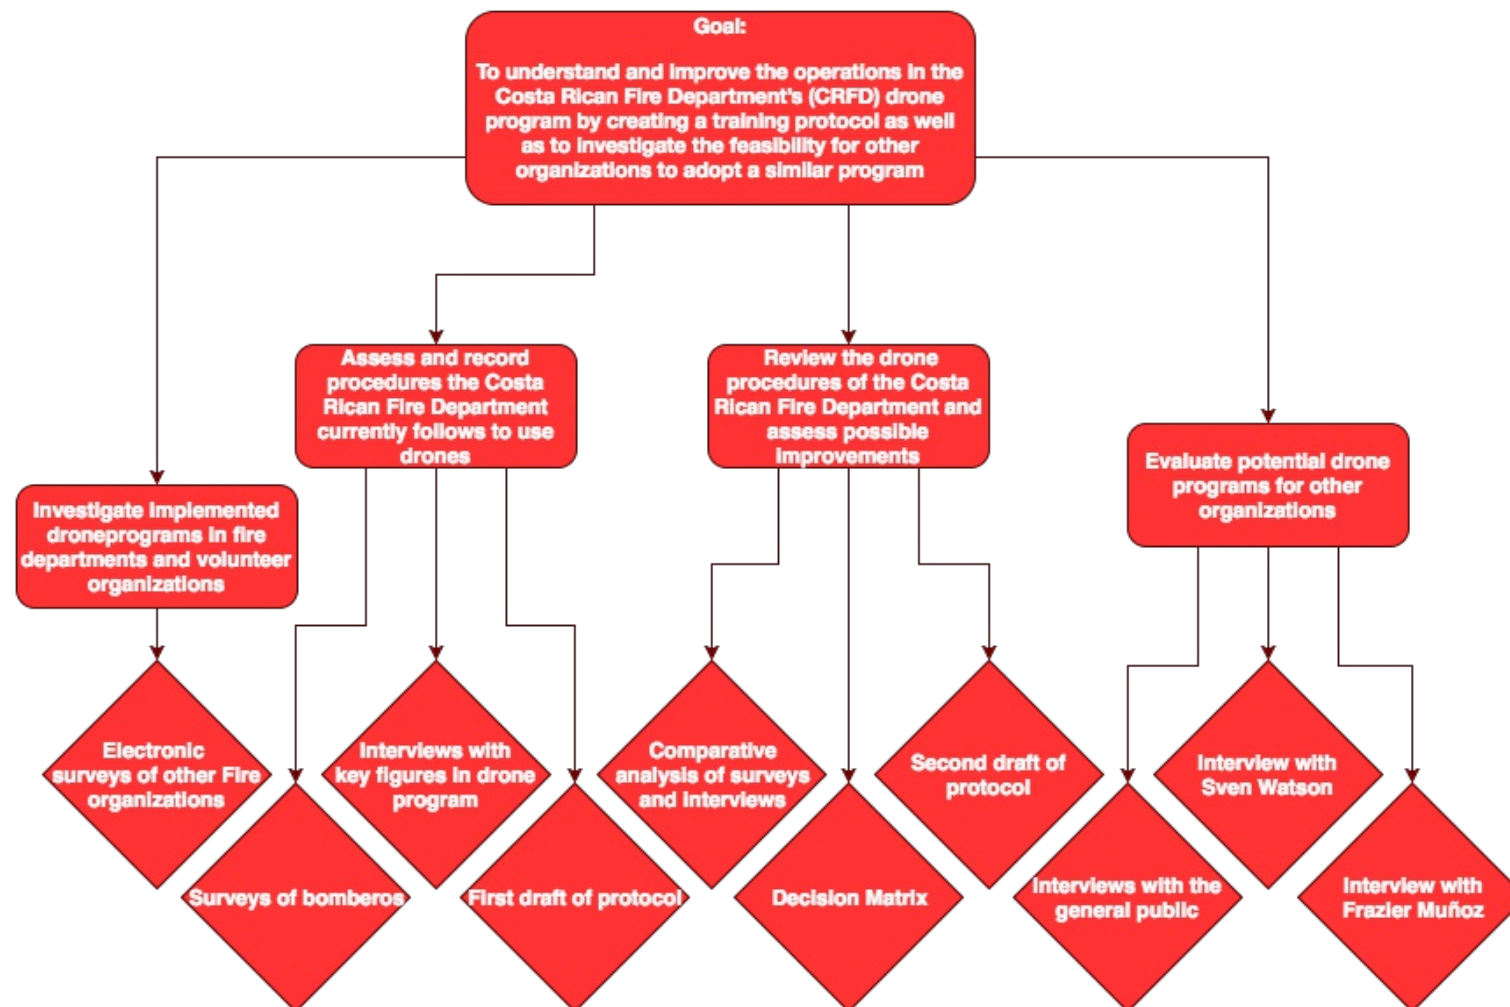 Goal:
To understand and improve the operations in the
Costa Rican Fire Department's (CRFD) drone
program by creating a training protocol as well
as to investigate the feasibility for other
organizations to adopt a similar program
Assess and record
procedures the Costa
Rican Fire Department
currently follows to use
drones
Review the drone
procedures of the Costa
Rican Fire Department and
assess possible
improvements
Evaluate potential drone
programs for other
organizations
Investigate implemented
droneprograms in fire
departments and volunteer
organizations
Electronic
surveys of other Fire
organizations
Surveys of bomberos
Interviews with
key figures in drone
program
First draft of protocol
Comparative
analysis of surveys
and interviews
Decision Matrix
Second draft of
protocol
Interviews with the
general public
Interview with
Sven Watson
Interview with
Frazier Muñoz